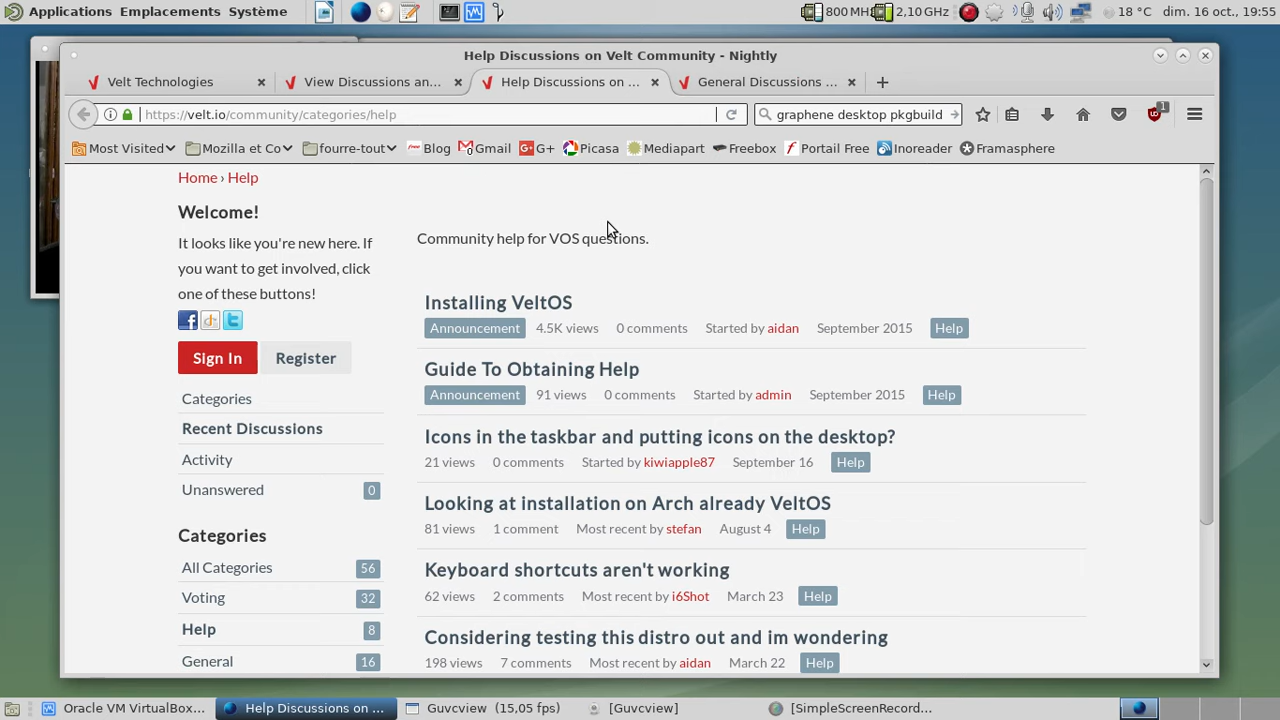 Applications Emplacements Système 800 MHz 2,10 GHz 18 °C dim. 16 oct., 19:55
Help Discussions on Velt Community - Nightly
Velt Technologies View Discussions an... Help Discussions on ... General Discussions ...
https://velt.io/community/categories/help graphene desktop pkgbuild 1
Most Visited Mozilla et Co fourre-tout Blog Gmail G+ Picasa Mediapart Freebox Portail Free Inoreader Framasphere
Home › Help
Welcome!
It looks like you're new here. If
you want to get involved, click
one of these buttons!
Sign In Register
Categories
Recent Discussions
Activity
Unanswered 0
Categories
All Categories 56
Voting 32
Help 8
General 16
Community help for VOS questions.
Installing VeltOS
Announcement 4.5K views 0 comments Started by aidan September 2015 Help
Guide To Obtaining Help
Announcement 91 views 0 comments Started by admin September 2015 Help
Icons in the taskbar and putting icons on the desktop?
21 views 0 comments Started by kiwiapple87 September 16 Help
Looking at installation on Arch already VeltOS
81 views 1 comment Most recent by stefan August 4 Help
Keyboard shortcuts aren't working
62 views 2 comments Most recent by i6Shot March 23 Help
Considering testing this distro out and im wondering
198 views 7 comments Most recent by aidan March 22 Help
Oracle VM VirtualBox... Help Discussions on ... Guvcview (15,05 fps) [Guvcview] [SimpleScreenRecord...